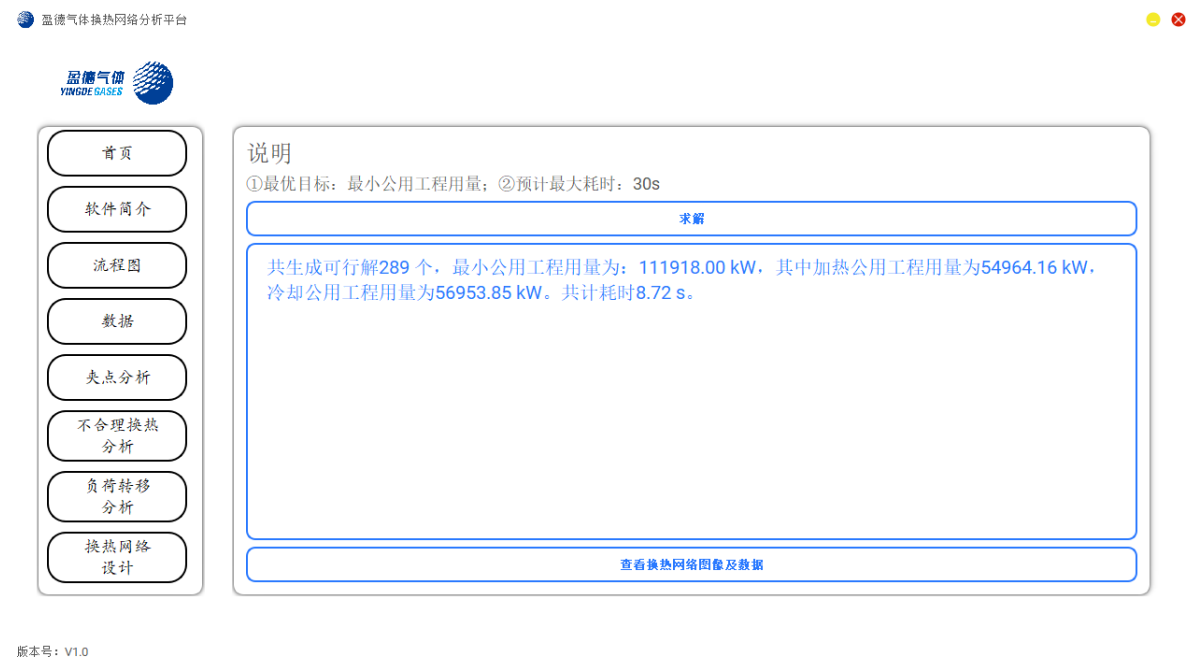 盈德气体换热网络分析平台
盈德气体
YINGDE GASES
首页
软件简介
流程图
数据
夹点分析
不合理换热
分析
负荷转移
分析
换热网络
设计
说明
①最优目标：最小公用工程用量；②预计最大耗时：30s
求解
共生成可行解289 个，最小公用工程用量为：111918.00 kW，其中加热公用工程用量为54964.16 kW，
冷却公用工程用量为56953.85 kW。共计耗时8.72 s。
查看换热网络图像及数据
版本号：V1.0